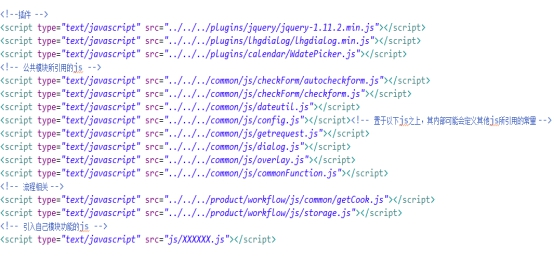 <!--插件 -->
<script type="text/javascript" src="../../../plugins/jquery/jquery-1.11.2.min.js"></script>
<script type="text/javascript" src="../../../plugins/lhgdialog/lhgdialog.min.js"></script>
<script type="text/javascript" src="../../../plugins/calendar/WdatePicker.js"></script>
<!-- 公共模块所引用的js -->
<script type="text/javascript" src="../../../common/js/checkForm/autocheckform.js"></script>
<script type="text/javascript" src="../../../common/js/checkForm/checkform.js"></script>
<script type="text/javascript" src="../../../common/js/dateutil.js"></script>
<script type="text/javascript" src="../../../common/js/config.js"></script><!-- 置于以下js之上，其内部可能会定义其他js所引用的常量 -->
<script type="text/javascript" src="../../../common/js/getrequest.js"></script>
<script type="text/javascript" src="../../../common/js/dialog.js"></script>
<script type="text/javascript" src="../../../common/js/overlay.js"></script>
<script type="text/javascript" src="../../../common/js/commonFunction.js"></script>
<!-- 流程相关 -->
<script type="text/javascript" src="../../../product/workflow/js/common/getCook.js"></script>
<script type="text/javascript" src="../../../product/workflow/js/storage.js"></script>
<!-- 引入自己模块功能的js -->
<script type="text/javascript" src="js/XXXXXX.js"></script>